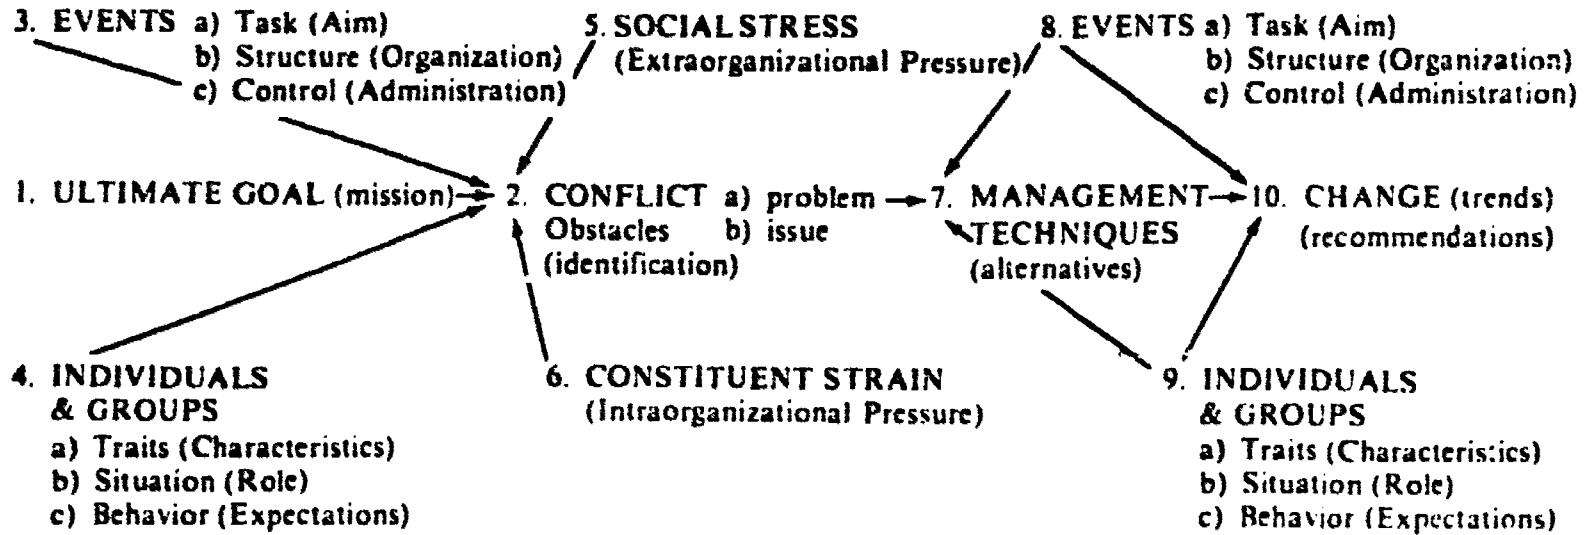 3. EVENTS a) Task (Aim)
b) Structure (Organization)
c) Control (Administration)
5. SOCIAL STRESS
(Extraorganizational Pressure)
8. EVENTS a) Task (Aim)
b) Structure (Organization)
c) Control (Administration)
1. ULTIMATE GOAL (mission)
2. CONFLICT a) problem
Obstacles b) issue
(identification)
7. MANAGEMENT
TECHNIQUES
(alternatives)
10. CHANGE (trends)
(recommendations)
4. INDIVIDUALS
& GROUPS
a) Traits (Characteristics)
b) Situation (Role)
c) Behavior (Expectations)
6. CONSTITUENT STRAIN
(Intraorganizational Pressure)
9. INDIVIDUALS
& GROUPS
a) Traits (Characteristics)
b) Situation (Role)
c) Behavior (Expectations)